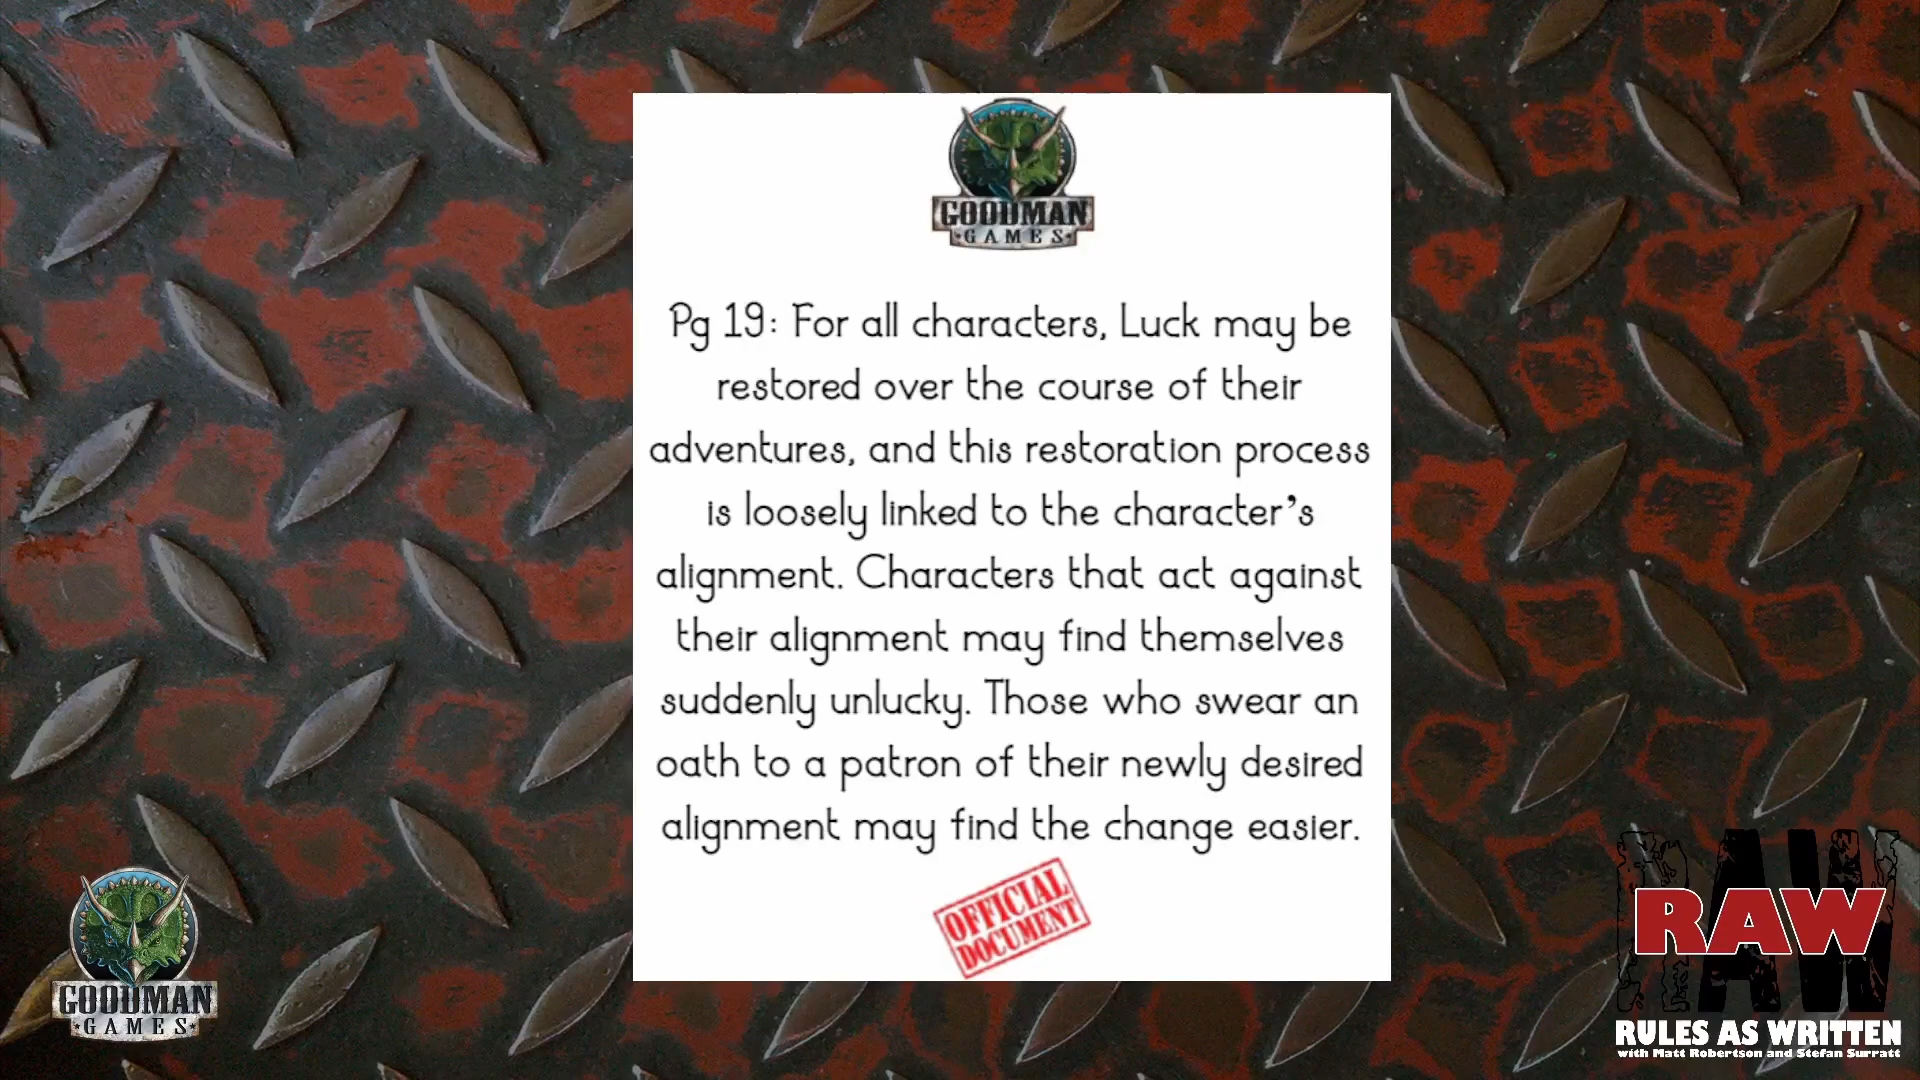 GOODMAN
GAMES
Pg 19: For all characters, Luck may be
restored over the course of their
adventures, and this restoration process
is loosely linked to the character’s
alignment. Characters that act against
their alignment may find themselves
suddenly unlucky. Those who swear an
oath to a patron of their newly desired
alignment may find the change easier.
OFFICIAL
DOCUMENT
GOODMAN
GAMES
RAW
RAW
RULES AS WRITTEN
with Matt Robertson and Stefan Surratt